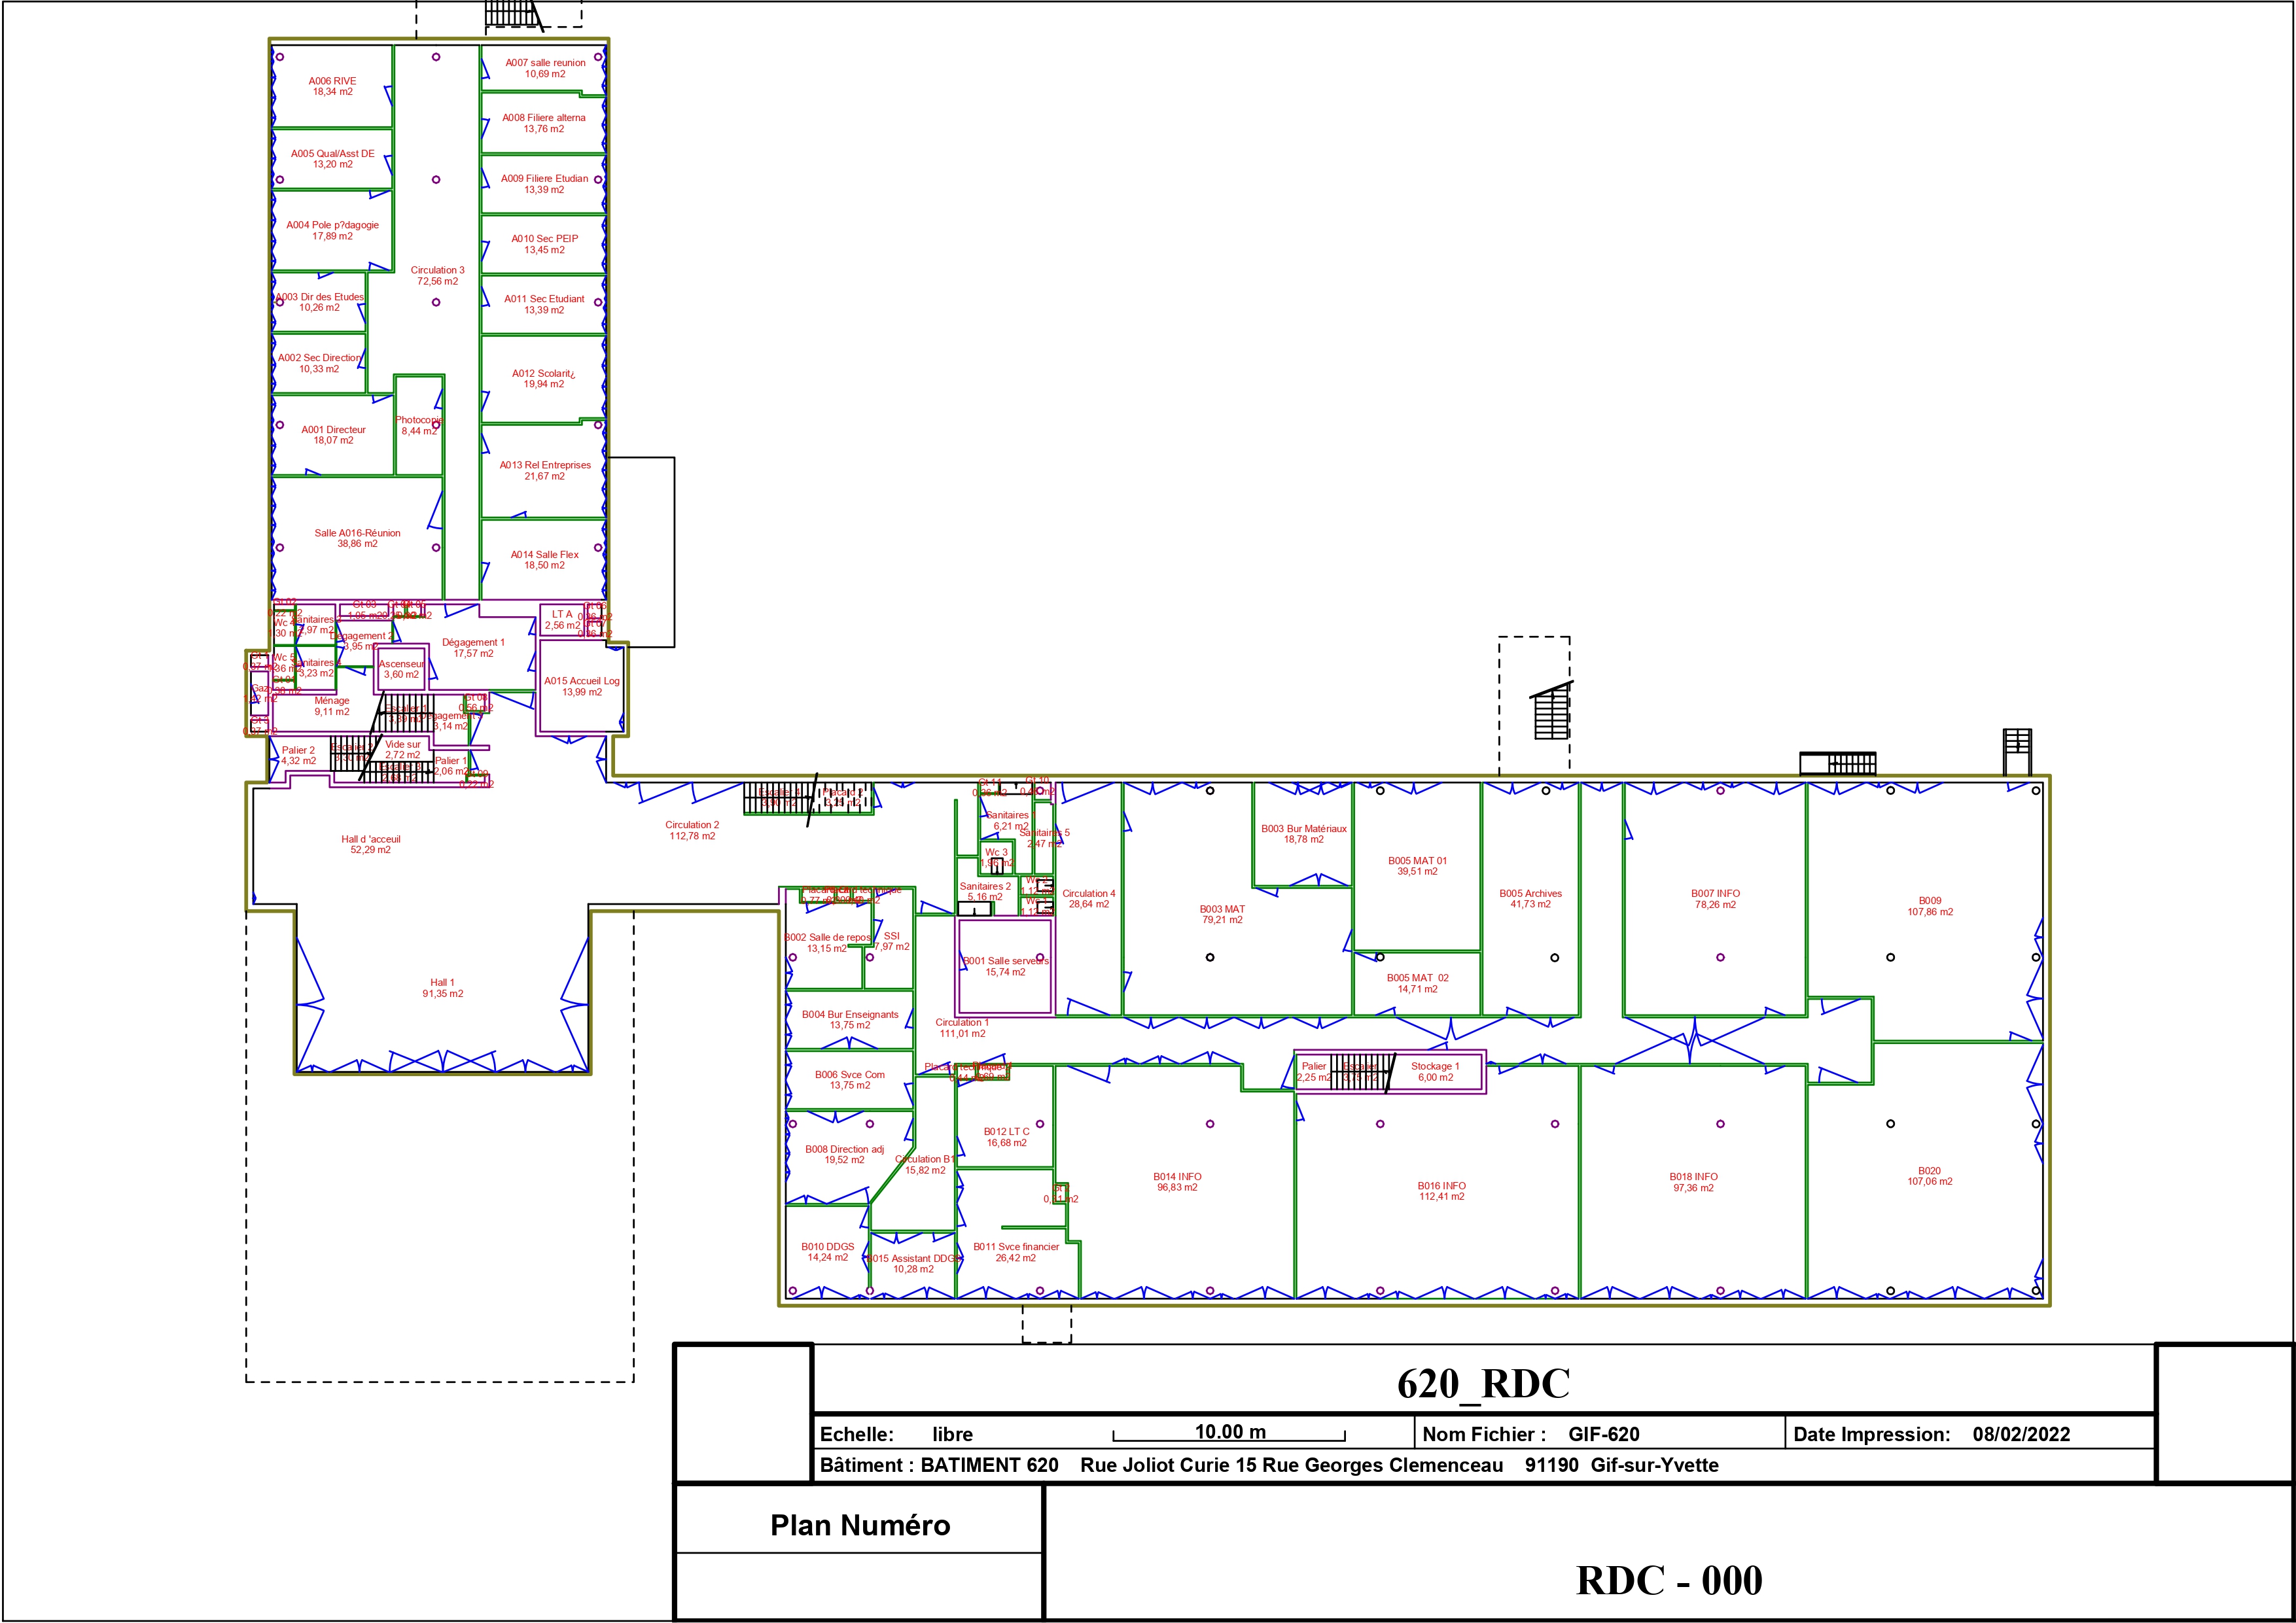 A006 RIVE
18,34 m2
A007 salle reunion
10,69 m2
A008 Filiere alterna
13,76 m2
A005 Qual/Asst DE
13,20 m2
A009 Filiere Etudian
13,39 m2
A004 Pole p?dagogie
17,89 m2
A010 Sec PEIP
13,45 m2
Circulation 3
72,56 m2
A003 Dir des Etudes
10,26 m2
A011 Sec Etudiant
13,39 m2
A002 Sec Direction
10,33 m2
A012 Scolarit¿
19,94 m2
A001 Directeur
18,07 m2
Photocopie
8,44 m2
A013 Rel Entreprises
21,67 m2
Salle A016-Réunion
38,86 m2
A014 Salle Flex
18,50 m2
LT A
2,56 m2
Dégagement 2
3,95 m2
Dégagement 1
17,57 m2
3,23 m2
Ascenseur
3,60 m2
A015 Accueil Log
13,99 m2
Ménage
9,11 m2
Gt 08
0,56 m2
3,14 m2
Palier 2
4,32 m2
Vide sur
2,72 m2
Palier 1
2,06 m2
Hall d 'acceuil
52,29 m2
Circulation 2
112,78 m2
Sanitaires
6,21 m2
Sanitaires 5
2,47 m2
Wc 3
1,96 m2
Sanitaires 2
5,16 m2
Circulation 4
28,64 m2
B003 MAT
79,21 m2
B003 Bur Matériaux
18,78 m2
B005 MAT 01
39,51 m2
B005 Archives
41,73 m2
B007 INFO
78,26 m2
B009
107,86 m2
B002 Salle de repos
13,15 m2
SSI
7,97 m2
B001 Salle serveurs
15,74 m2
B005 MAT 02
14,71 m2
Hall 1
91,35 m2
B004 Bur Enseignants
13,75 m2
Circulation 1
111,01 m2
B006 Svce Com
13,75 m2
Palier
2,25 m2
Stockage 1
6,00 m2
B012 LT C
16,68 m2
B008 Direction adj
19,52 m2
Circulation B1
15,82 m2
B014 INFO
96,83 m2
B016 INFO
112,41 m2
B018 INFO
97,36 m2
B020
107,06 m2
B010 DDGS
14,24 m2
B015 Assistant DDGS
10,28 m2
B011 Svce financier
26,42 m2
620_RDC
Echelle: libre 10.00 m Nom Fichier : GIF-620 Date Impression: 08/02/2022
Bâtiment : BATIMENT 620 Rue Joliot Curie 15 Rue Georges Clemenceau 91190 Gif-sur-Yvette
Plan Numéro
RDC - 000